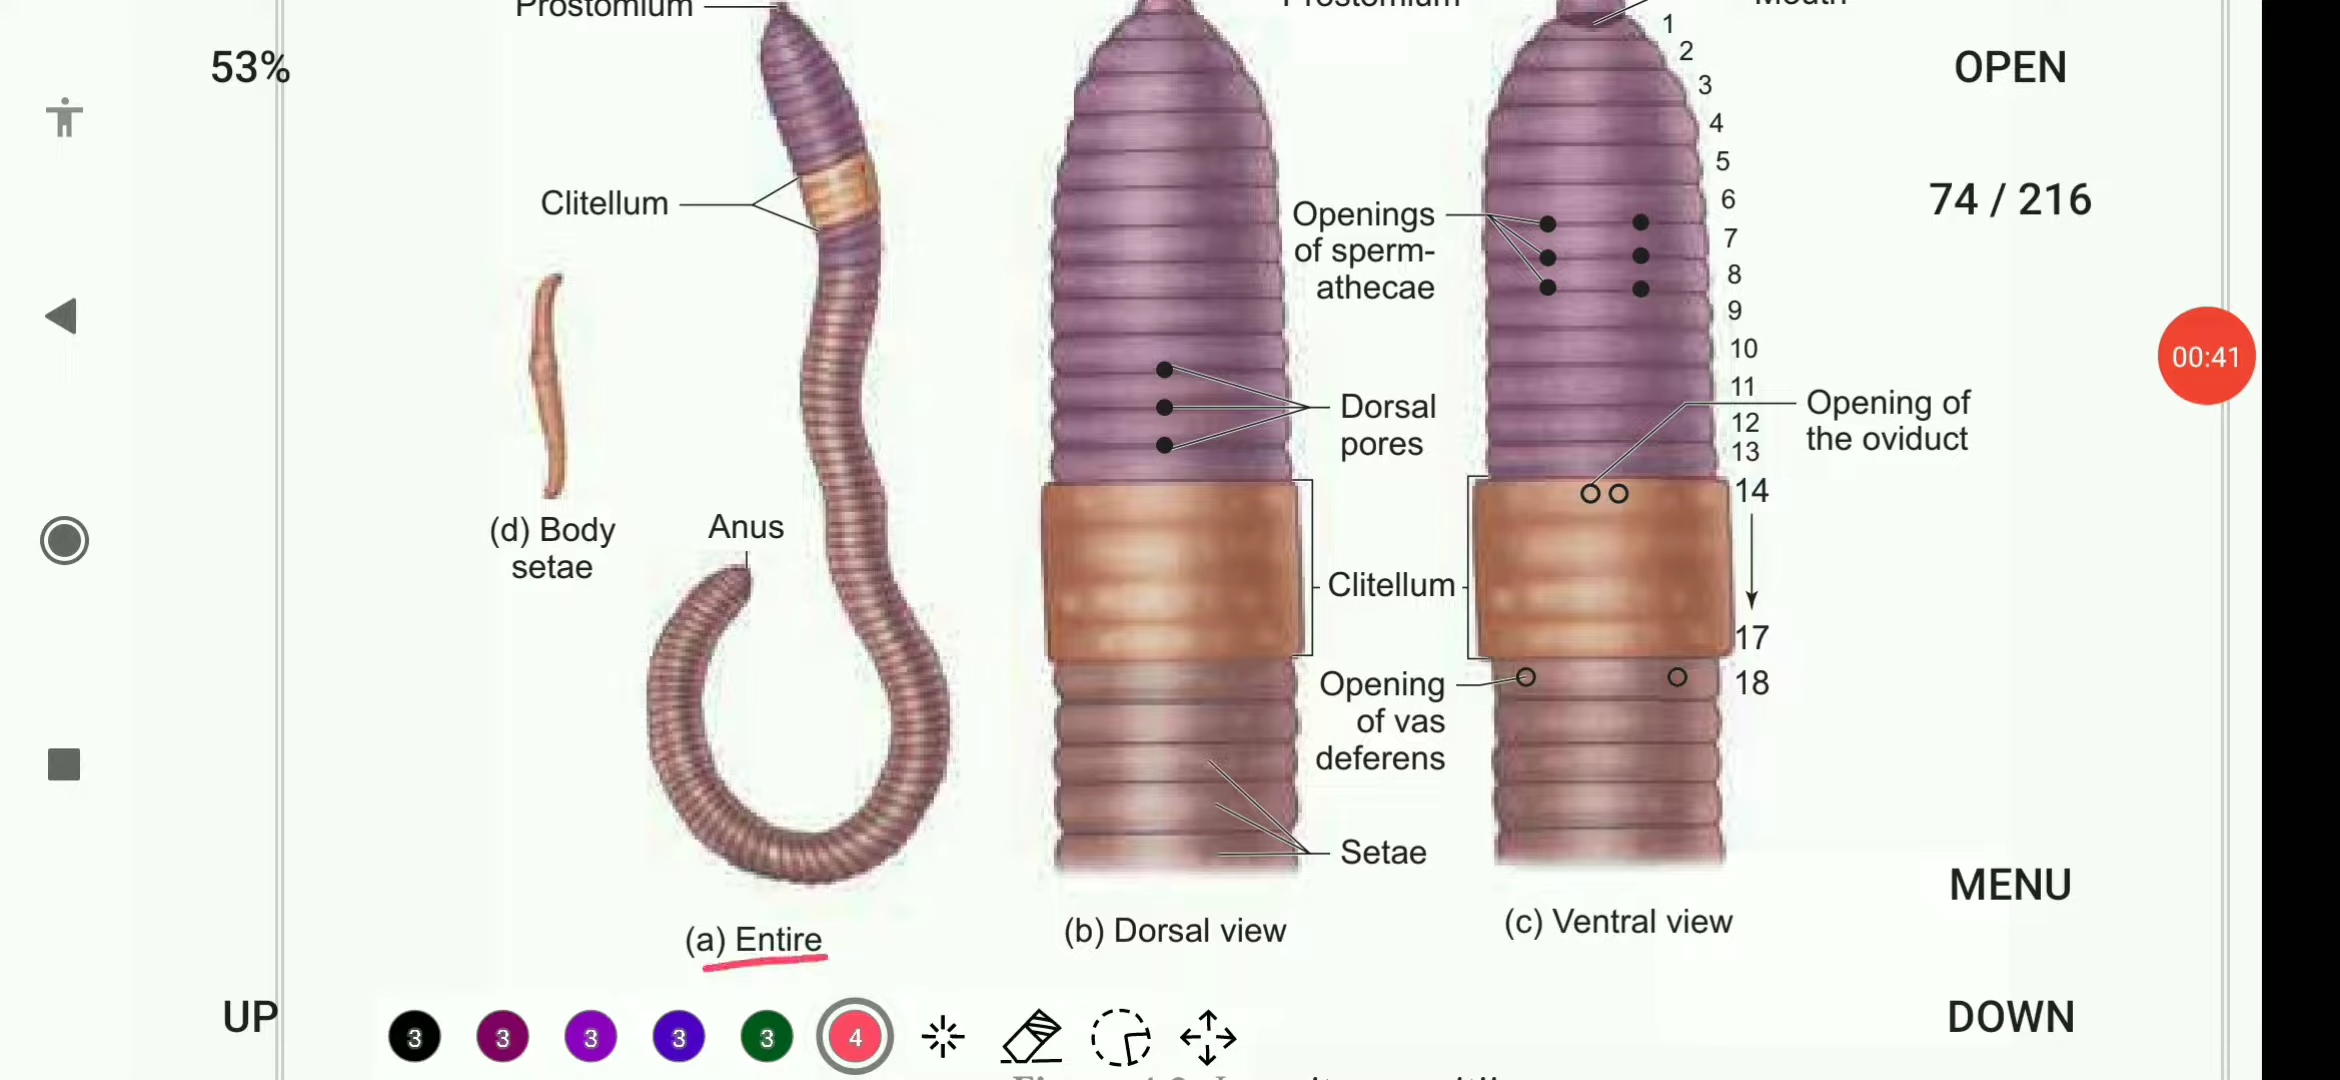 Prostomium
Prostomium
Mouth
53%
OPEN
74 / 216
1
2
3
4
5
6
7
8
9
10
11
12
13
14
17
18
Clitellum
Openings
of sperm-
athecae
00:41
Dorsal
pores
Opening of
the oviduct
(d) Body
setae
Anus
Clitellum
Opening
of vas
deferens
Setae
(a) Entire
(b) Dorsal view
(c) Ventral view
MENU
UP
DOWN
3
3
3
3
3
4